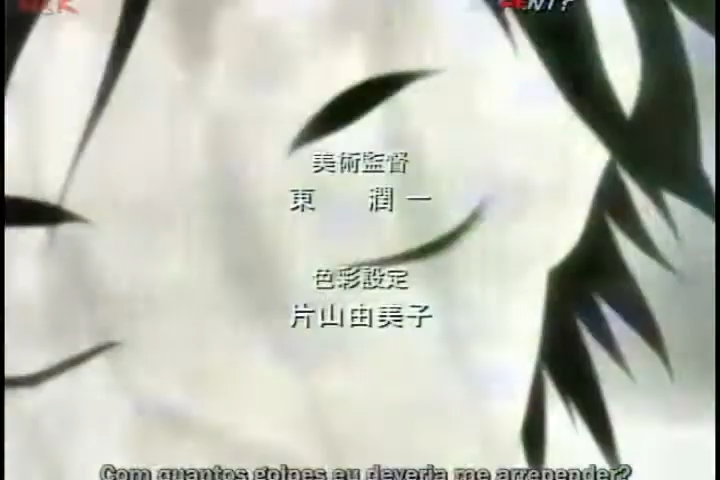 美術監督
東 潤一
色彩設定
片山由美子
Com quantos golpes eu deveria me arrepender?